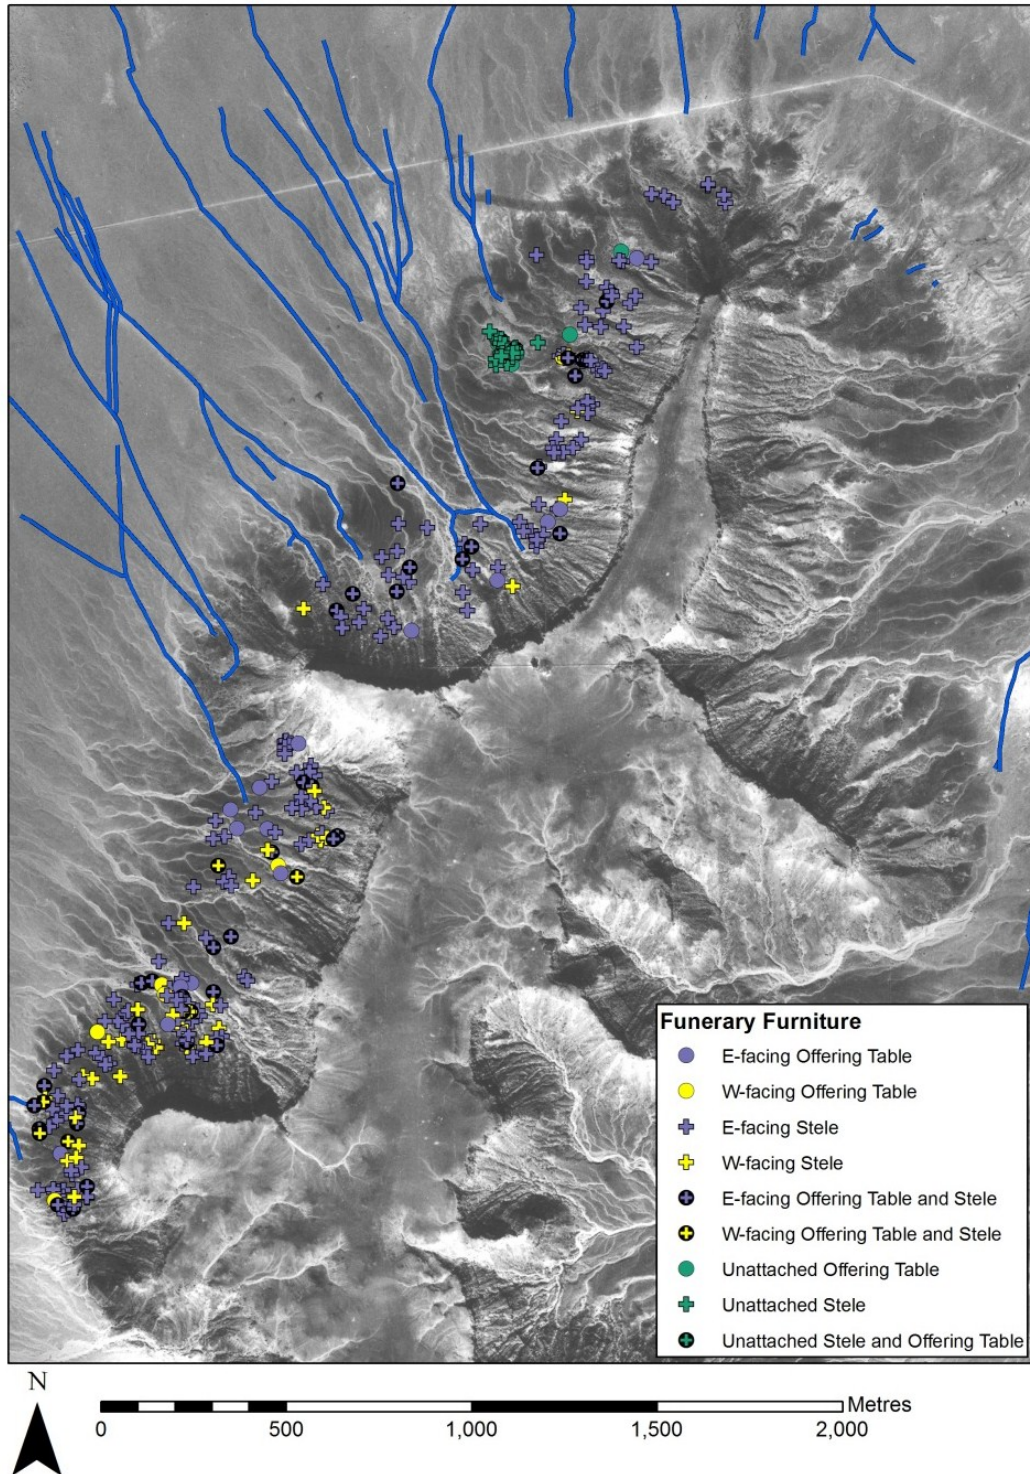 Funerary Furniture
E-facing Offering Table
W-facing Offering Table
E-facing Stele
W-facing Stele
E-facing Offering Table and Stele
W-facing Offering Table and Stele
Unattached Offering Table
Unattached Stele
Unattached Stele and Offering Table
N
Metres
0 500 1,000 1,500 2,000